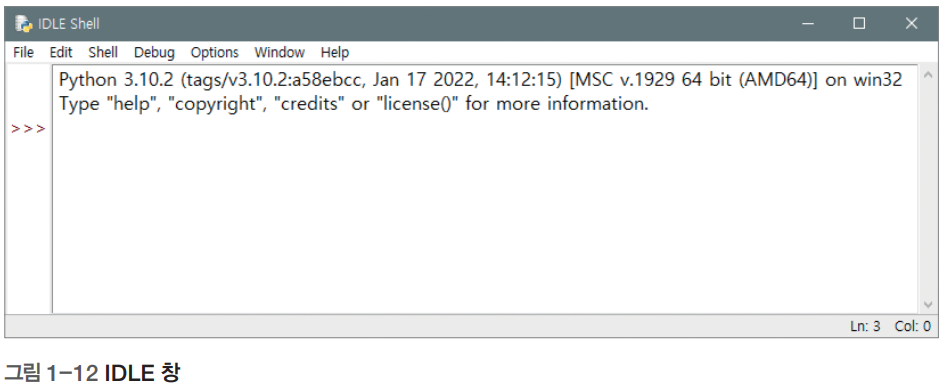 IDLE Shell
File Edit Shell Debug Options Window Help
Python 3.10.2 (tags/v3.10.2:a58ebcc, Jan 17 2022, 14:12:15) [MSC v.1929 64 bit (AMD64)] on win32
Type "help", "copyright", "credits" or "license()" for more information.
>>>
Ln: 3 Col: 0
그림 1-12 IDLE 창